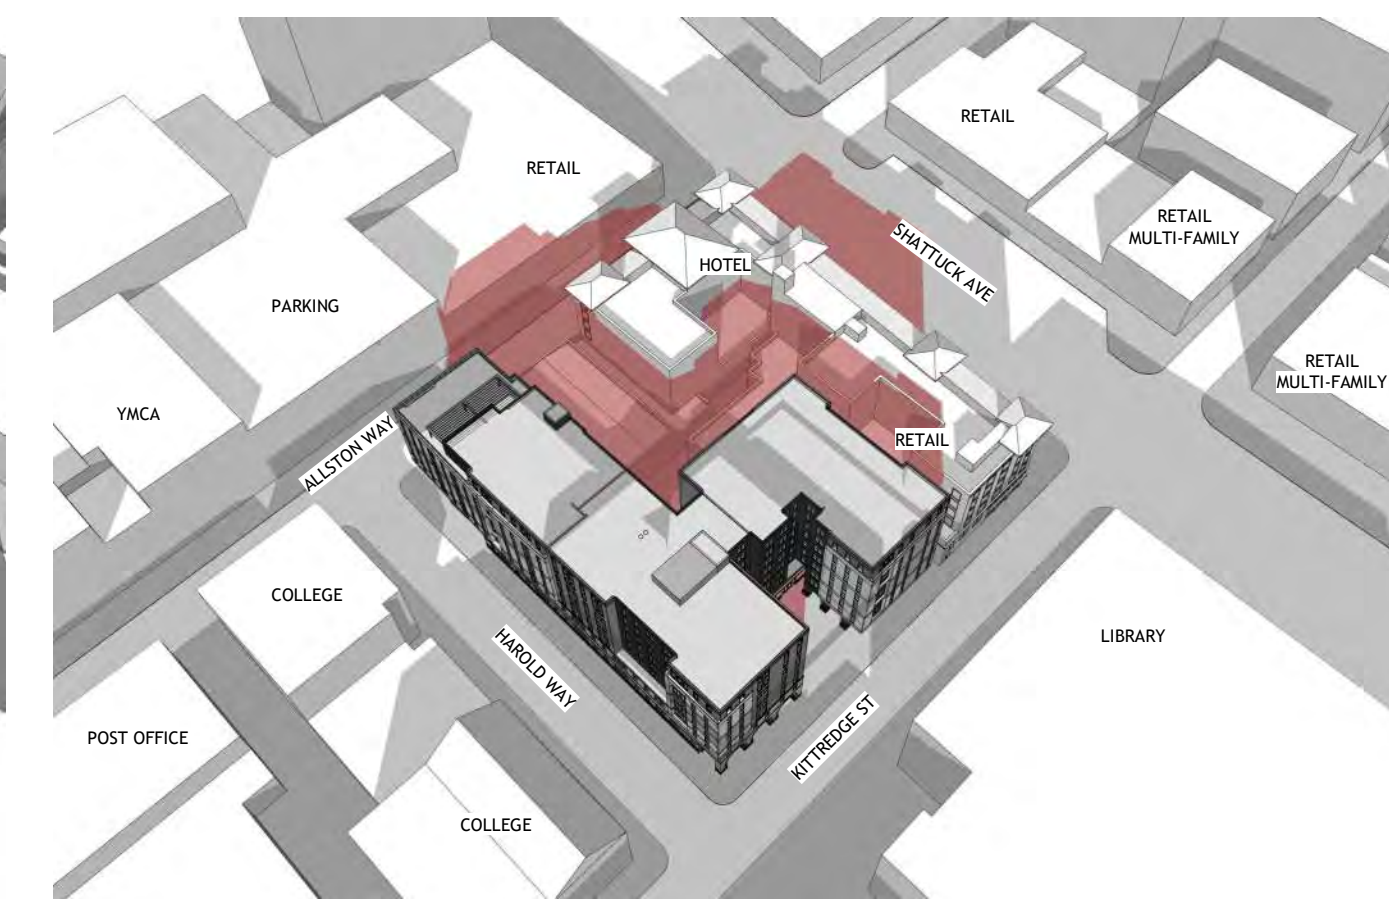 RETAIL
RETAIL
RETAIL
MULTI-FAMILY
SHATTUCK AVE
HOTEL
PARKING
RETAIL
MULTI-FAMILY
YMCA
ALLSTON WAY
RETAIL
COLLEGE
LIBRARY
HAROLD WAY
POST OFFICE
KITTREDGE ST
COLLEGE